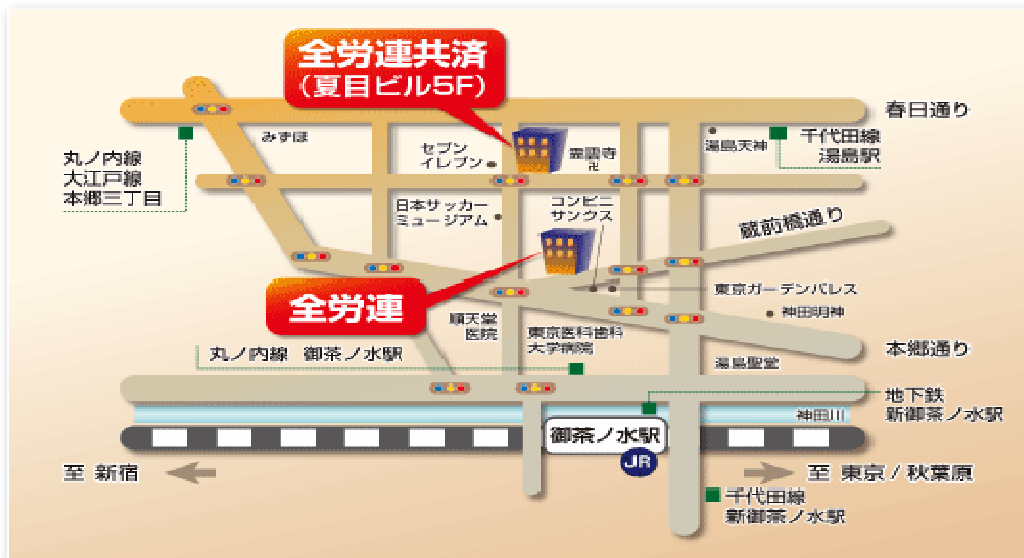 全労連共済
(夏目ビル5F)
春日通り
みずほ
セブン
イレブン
霊雲寺
卍
湯島天神
千代田線
湯島駅
丸ノ内線
大江戸線
本郷三丁目
日本サッカー
ミュージアム
コンビニ
サンクス
蔵前橋通り
全労連
東京ガーデンパレス
神田明神
順天堂
医院
東京医科歯科
大学病院
丸ノ内線 御茶ノ水駅
湯島聖堂
本郷通り
地下鉄
新御茶ノ水駅
神田川
御茶ノ水駅
JR
至 新宿
至 東京/秋葉原
千代田線
新御茶ノ水駅